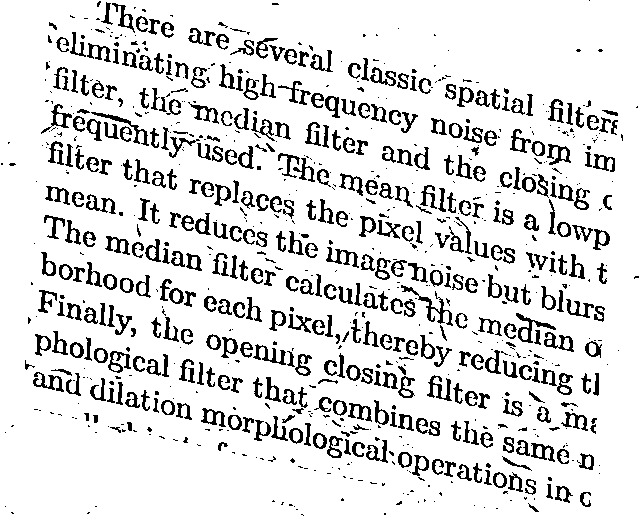 There are several classic spatial filters
eliminating high-frequency noise from im
filter, the median filter and the closing
frequently used. The mean filter is a lowp
filter that replaces the pixel values with t
mean. It reduces the image noise but blurs
The median filter calculates the median o
borhood for each pixel, thereby reducing
Finally, the opening closing filter is a
phological filter that combines the same n
and dilation morphological operations in